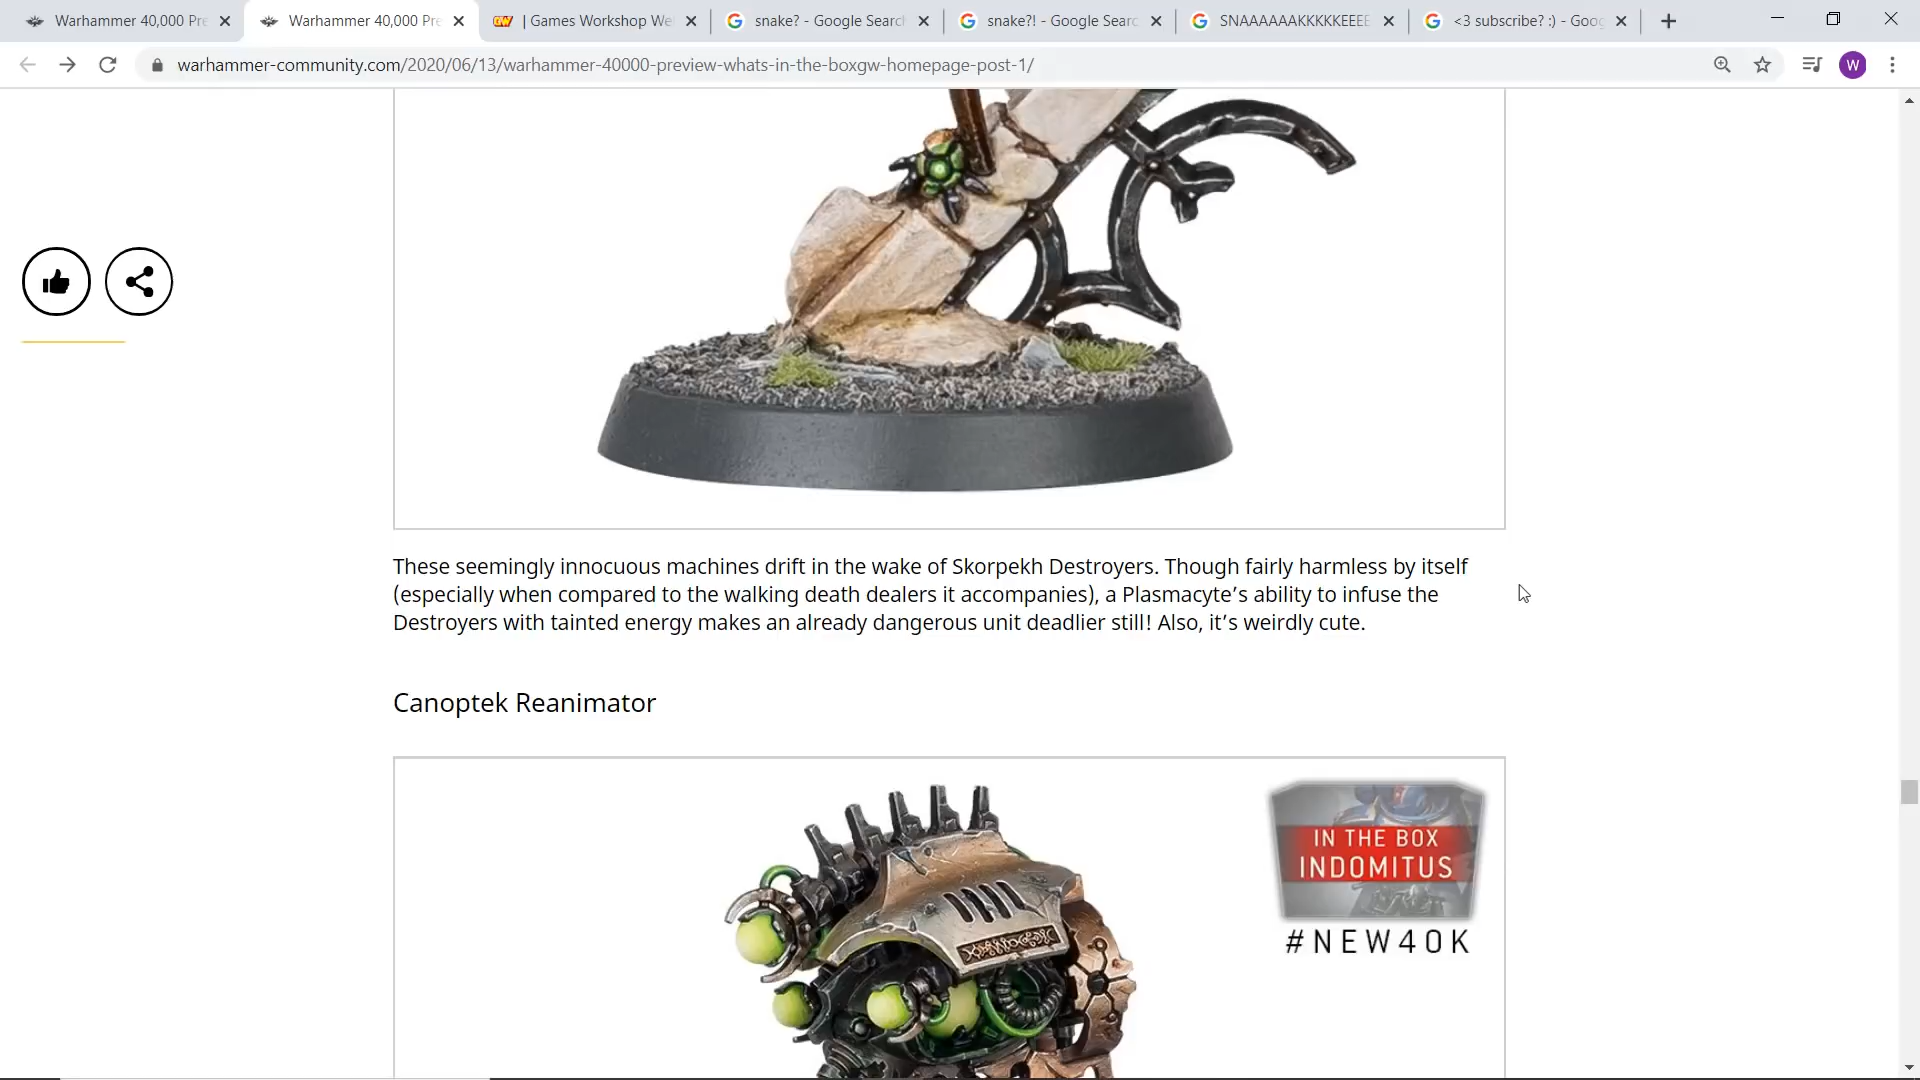 Warhammer 40,000 Pre
Warhammer 40,000 Pre
| Games Workshop We
snake? - Google Search
snake?! - Google Searc
SNAAAAAAKKKKKEEEE
<3 subscribe? :) - Goog
warhammer-community.com/2020/06/13/warhammer-40000-preview-whats-in-the-boxgw-homepage-post-1/
W
These seemingly innocuous machines drift in the wake of Skorpekh Destroyers. Though fairly harmless by itself
(especially when compared to the walking death dealers it accompanies), a Plasmacyte’s ability to infuse the
Destroyers with tainted energy makes an already dangerous unit deadlier still! Also, it’s weirdly cute.
Canoptek Reanimator
IN THE BOX
INDOMITUS
#NEW40K